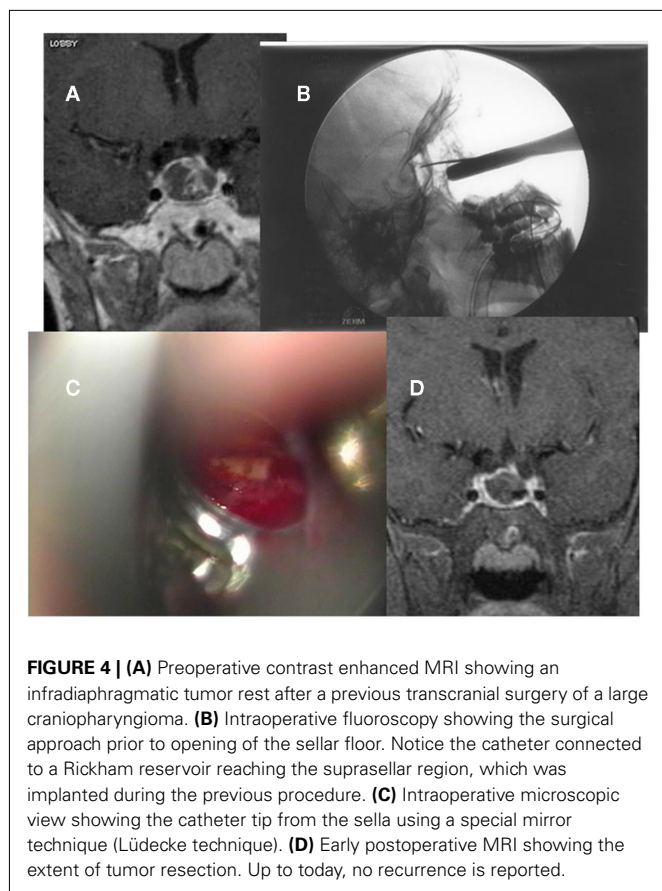 LOSSY
A
B
ZERM
C
D
FIGURE 4 | (A) Preoperative contrast enhanced MRI showing an
infradiaphragmatic tumor rest after a previous transcranial surgery of a large
craniopharyngioma. (B) Intraoperative fluoroscopy showing the surgical
approach prior to opening of the sellar floor. Notice the catheter connected
to a Rickham reservoir reaching the suprasellar region, which was
implanted during the previous procedure. (C) Intraoperative microscopic
view showing the catheter tip from the sella using a special mirror
technique (Lüdecke technique). (D) Early postoperative MRI showing the
extent of tumor resection. Up to today, no recurrence is reported.